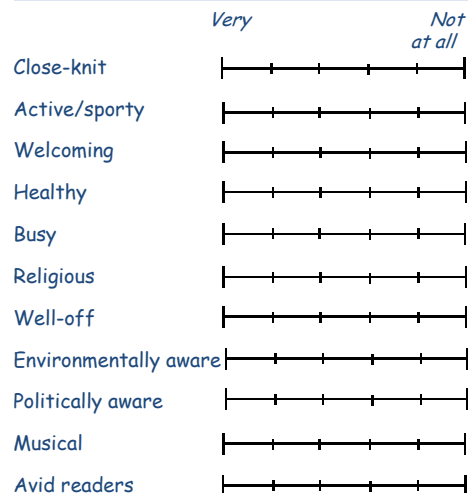 Very Not
at all
Close-knit
Active/sporty
Welcoming
Healthy
Busy
Religious
Well-off
Environmentally aware
Politically aware
Musical
Avid readers